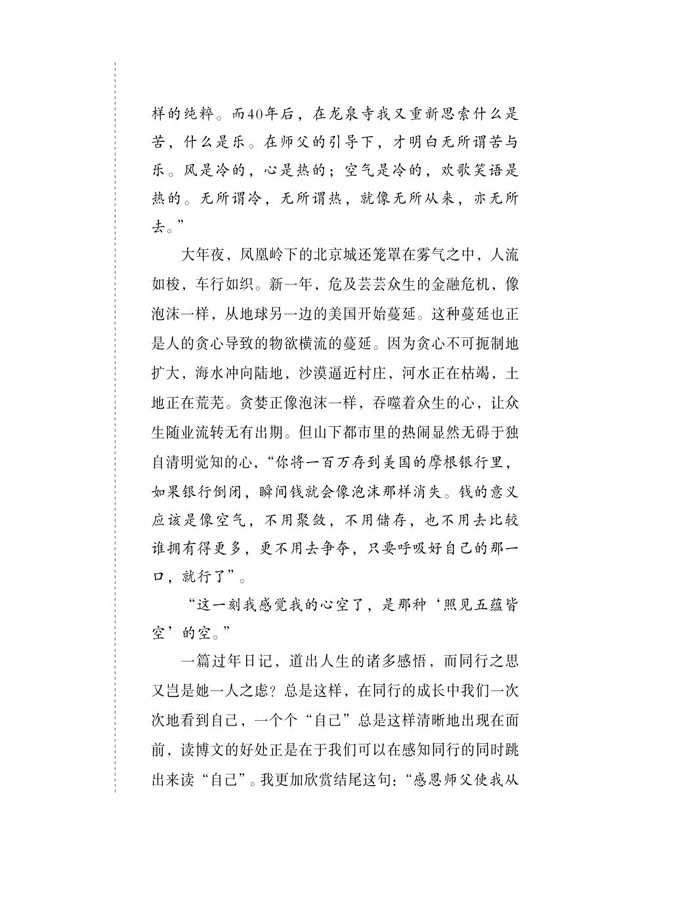 样的纯粹。而40年后，在龙泉寺我又重新思索什么是
苦，什么是乐。在师父的引导下，才明白无所谓苦与
乐。风是冷的，心是热的；空气是冷的，欢歌笑语是
热的。无所谓冷，无所谓热，就像无所从来，亦无所
去。”
大年夜，凤凰岭下的北京城还笼罩在雾气之中，人流
如梭，车行如织。新一年，危及芸芸众生的金融危机，像
泡沫一样，从地球另一边的美国开始蔓延。这种蔓延也正
是人的贪心导致的物欲横流的蔓延。因为贪心不可扼制地
扩大，海水冲向陆地，沙漠逼近村庄，河水正在枯竭，土
地正在荒芜。贪婪正像泡沫一样，吞噬着众生的心，让众
生随业流转无有出期。但山下都市里的热闹显然无碍于独
自清明觉知的心，“你将一百万存到美国的摩根银行里，
如果银行倒闭，瞬间钱就会像泡沫那样消失。钱的意义
应该是像空气，不用聚敛，不用储存，也不用去比较
谁拥有得更多，更不用去争夺，只要呼吸好自己的那一
口，就行了”。
“这一刻我感觉我的心空了，是那种‘照见五蕴皆
空’的空。”
一篇过年日记，道出人生的诸多感悟，而同行之思
又岂是她一人之虑？总是这样，在同行的成长中我们一次
次地看到自己，一个个“自己”总是这样清晰地出现在面
前，读博文的好处正是在于我们可以在感知同行的同时跳
出来读“自己”。我更加欣赏结尾这句：“感恩师父使我从